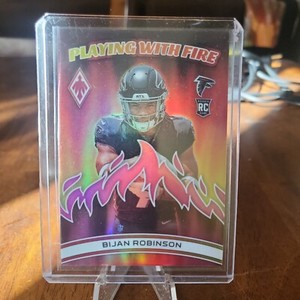 PLAYING WITH FIRE
RC
BIJAN ROBINSON